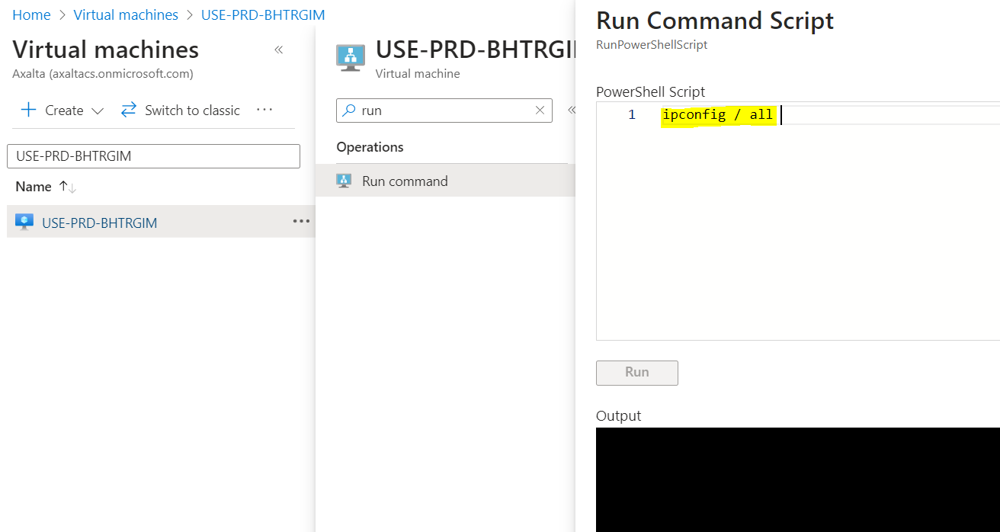 Home > Virtual machines > USE-PRD-BHTRGIM
Virtual machines
«
Axalta (axaltacs.onmicrosoft.com)
+ Create
Switch to classic
...
USE-PRD-BHTRGIM
Name ↑↓
USE-PRD-BHTRGIM
...
USE-PRD-BHTRGI
Virtual machine
run
×
«
Operations
Run command
Run Command Script
RunPowerShellScript
PowerShell Script
1 ipconfig / all
Run
Output